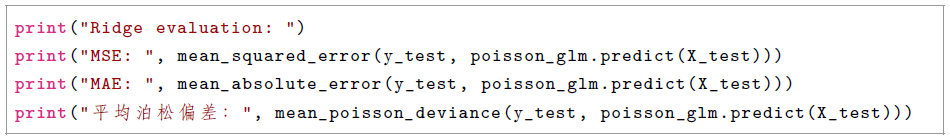 print("Ridge evaluation: ")
print("MSE: ", mean_squared_error(y_test, poisson_glm.predict(X_test)))
print("MAE: ", mean_absolute_error(y_test, poisson_glm.predict(X_test)))
print("平均泊松偏差: ", mean_poisson_deviance(y_test, poisson_glm.predict(X_test)))